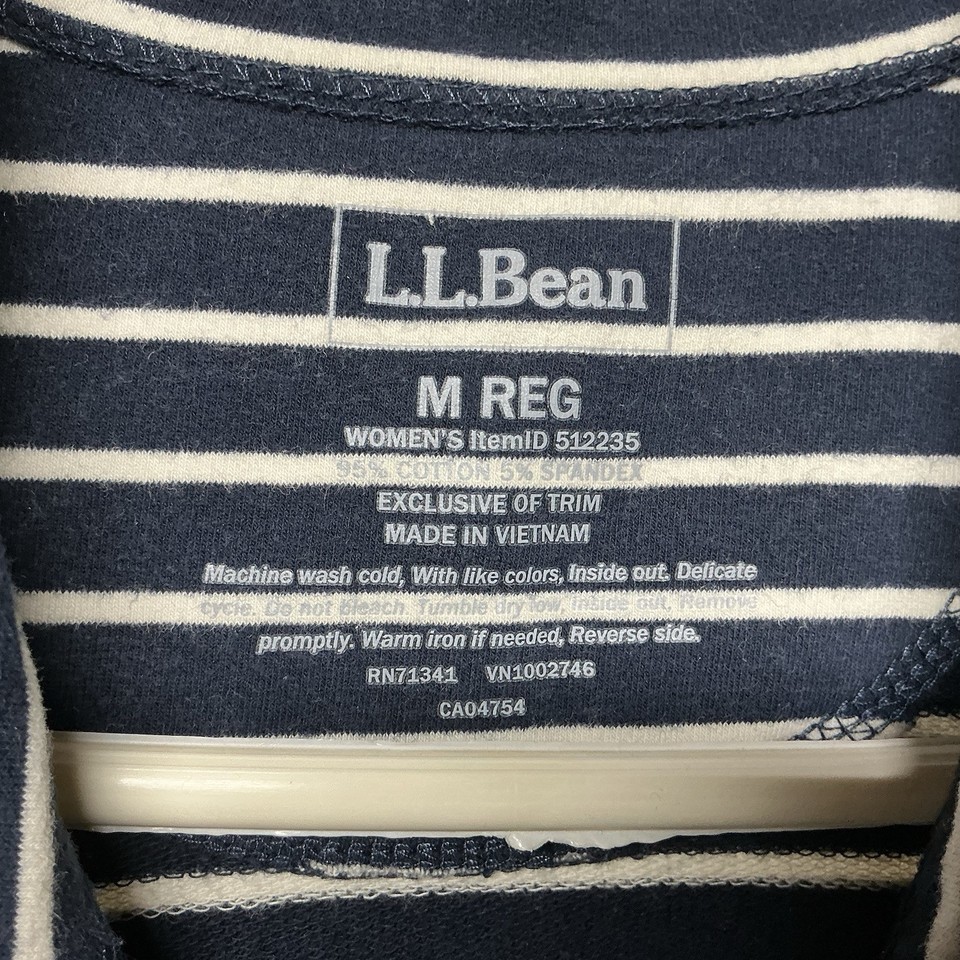 L.L.Bean
M REG
WOMEN'S ItemID 512235
95% COTTON 5% SPANDEX
EXCLUSIVE OF TRIM
MADE IN VIETNAM
Machine wash cold, With like colors, Inside out. Delicate
cycle. Do not bleach. Tumble dry low, Inside out, Remove
promptly. Warm iron if needed, Reverse side.
RN71341 VN1002746
CA04754